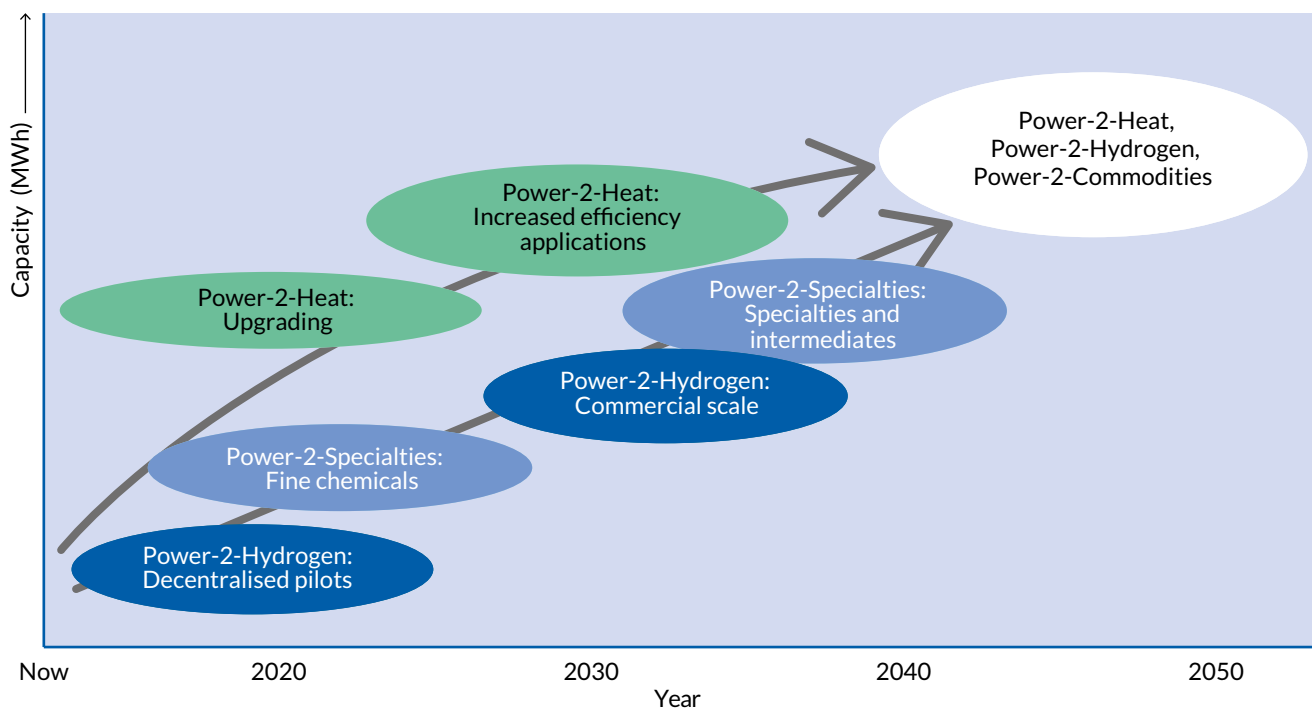 Capacity (MWh)
Power-2-Heat,
Power-2-Hydrogen,
Power-2-Commodities
Power-2-Heat:
Increased efficiency
applications
Power-2-Heat:
Upgrading
Power-2-Specialties:
Specialties and
intermediates
Power-2-Hydrogen:
Commercial scale
Power-2-Specialties:
Fine chemicals
Power-2-Hydrogen:
Decentralised pilots
Now 2020 2030 2040 2050
Year